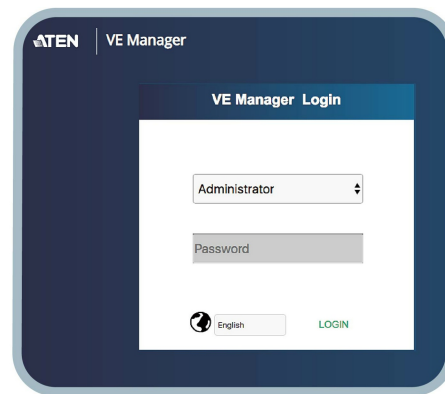 ATEN VE Manager
VE Manager Login
Administrator
Password
English LOGIN